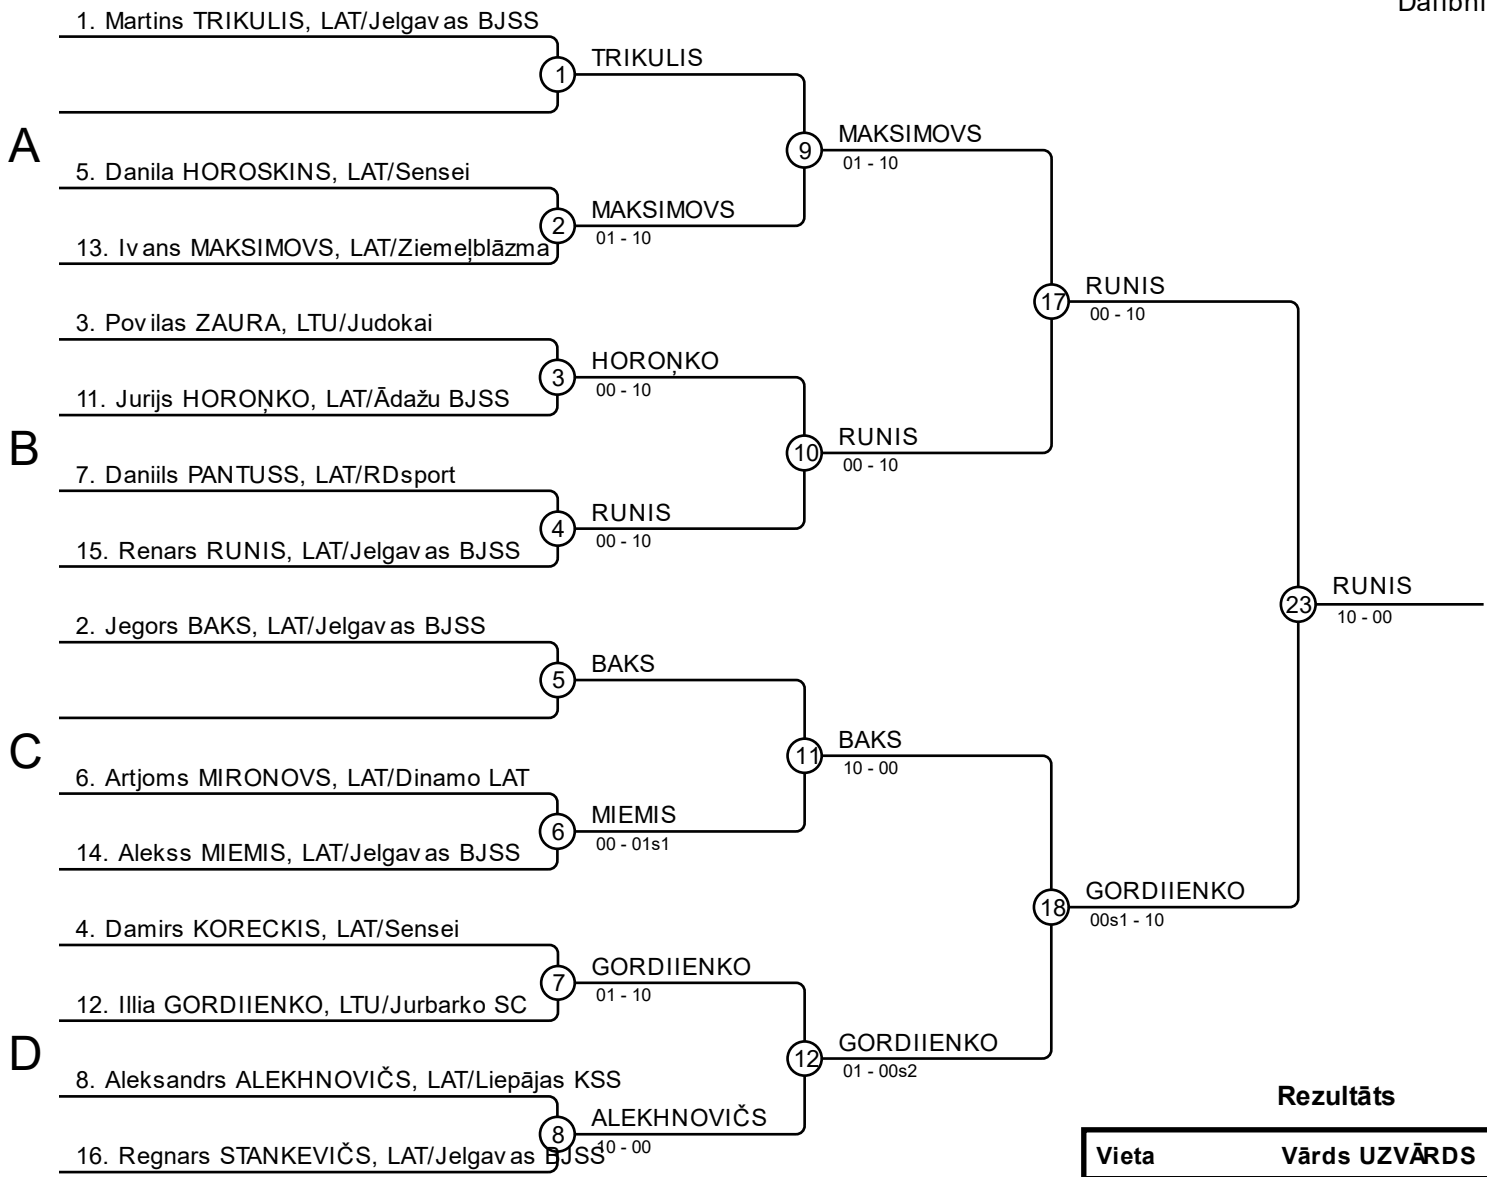 Dalībni
1. Martins TRIKULIS, LAT/Jelgavas BJSS
1
TRIKULIS
A
9
MAKSIMOVS
01 - 10
5. Danila HOROSKINS, LAT/Sensei
2
MAKSIMOVS
01 - 10
13. Ivans MAKSIMOVS, LAT/Ziemeļblāzma
17
RUNIS
00 - 10
3. Povilas ZAURA, LTU/Judokai
3
HOROŅKO
00 - 10
11. Jurijs HOROŅKO, LAT/Ādažu BJSS
B
10
RUNIS
00 - 10
7. Daniils PANTUSS, LAT/RDsport
4
RUNIS
00 - 10
15. Renars RUNIS, LAT/Jelgavas BJSS
23
RUNIS
10 - 00
2. Jegors BAKS, LAT/Jelgavas BJSS
5
BAKS
C
11
BAKS
10 - 00
6. Artjoms MIRONOVS, LAT/Dinamo LAT
6
MIEMIS
00 - 01s1
14. Alekss MIEMIS, LAT/Jelgavas BJSS
18
GORDIIENKO
00s1 - 10
4. Damirs KORECKIS, LAT/Sensei
7
GORDIIENKO
01 - 10
12. Illia GORDIIENKO, LTU/Jurbarko SC
D
12
GORDIIENKO
01 - 00s2
8. Aleksandrs ALEKHNOVIČS, LAT/Liepājas KSS
8
ALEKHNOVIČS
10 - 00
16. Regnars STANKEVIČS, LAT/Jelgavas BJSS
Rezultāts
Vieta Vārds UZVĀRDS